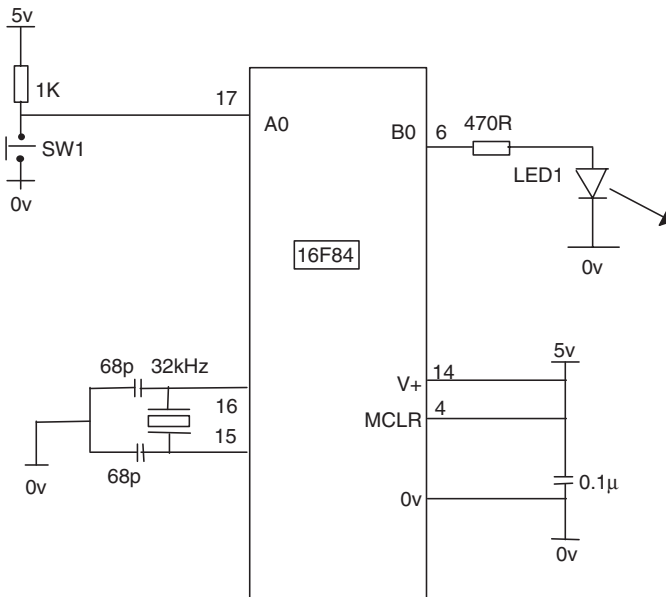 5v
1K
17
A0
SW1
0v
B0
6
470R
LED1
0v
16F84
68p
32kHz
16
15
68p
0v
5v
V+
14
MCLR
4
0.1µ
0v
0v